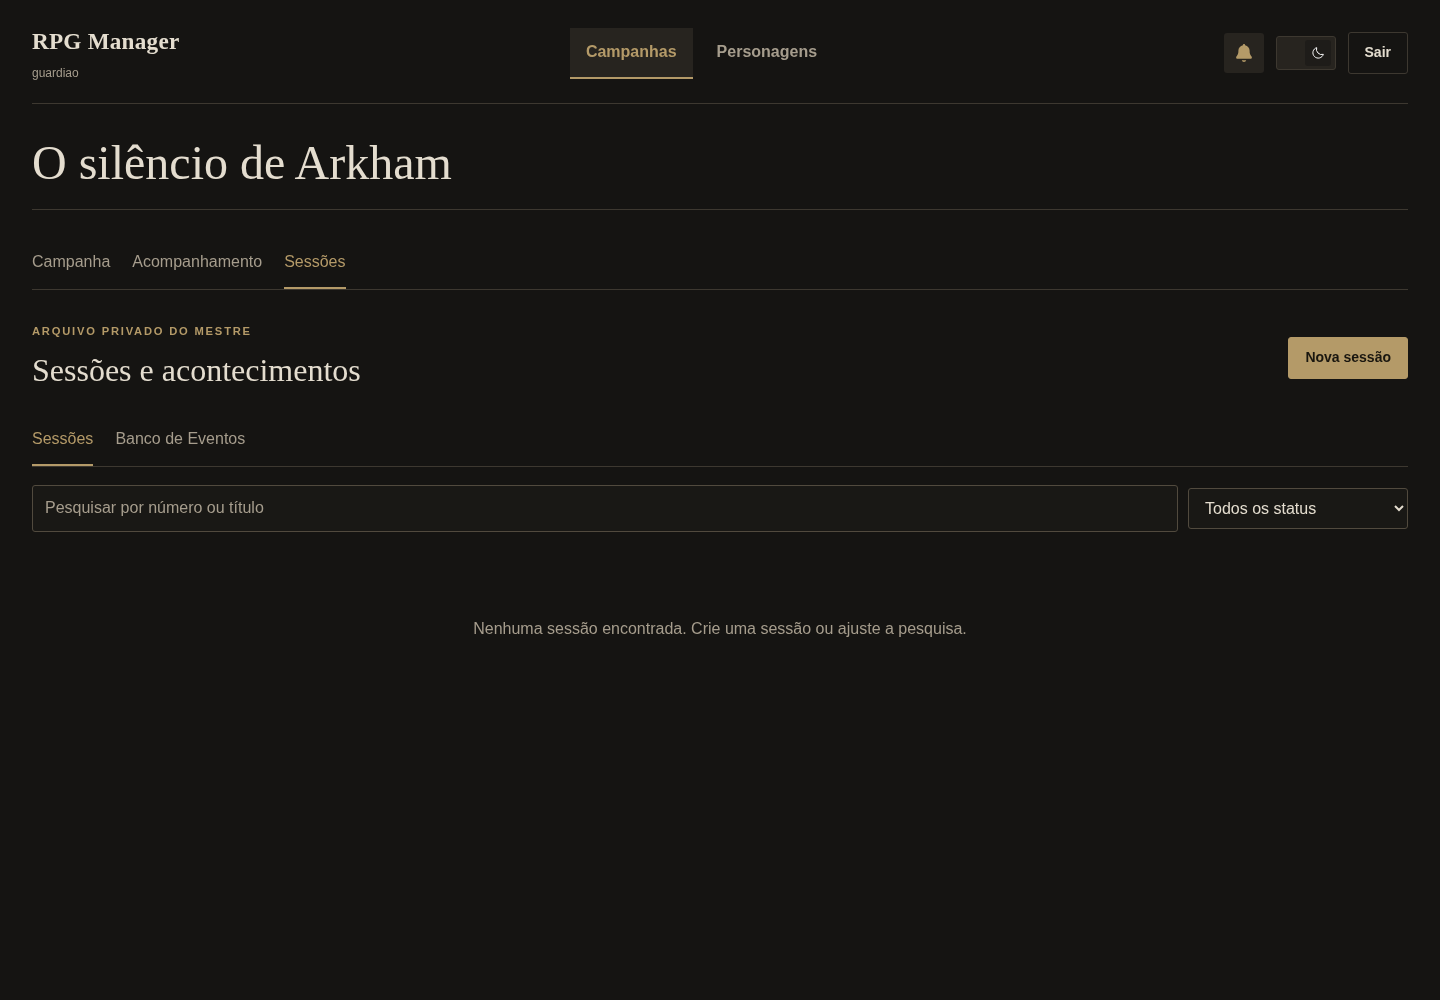 RPG Manager
guardiao
Campanhas
Personagens
Sair
O silêncio de Arkham
Campanha
Acompanhamento
Sessões
ARQUIVO PRIVADO DO MESTRE
Sessões e acontecimentos
Nova sessão
Sessões
Banco de Eventos
Pesquisar por número ou título
Todos os status
Nenhuma sessão encontrada. Crie uma sessão ou ajuste a pesquisa.